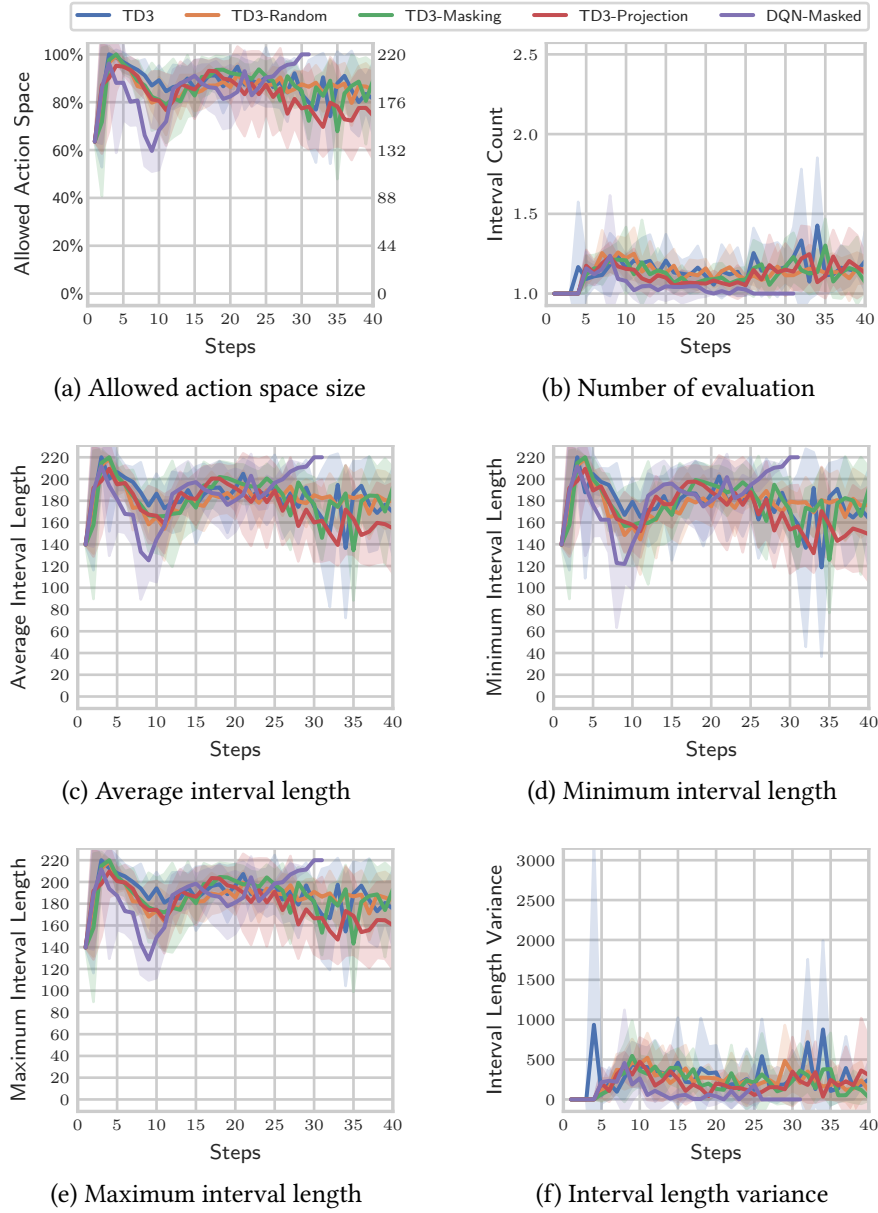 TD3 TD3-Random TD3-Masking TD3-Projection DQN-Masked
100%
80%
60%
40%
20%
0%
220
176
132
88
44
0
Allowed Action Space
0 5 10 15 20 25 30 35 40
Steps
(a) Allowed action space size
2.5
2.0
1.5
1.0
Interval Count
0 5 10 15 20 25 30 35 40
Steps
(b) Number of evaluation
220
200
180
160
140
120
100
80
60
40
20
0
Average Interval Length
0 5 10 15 20 25 30 35 40
Steps
(c) Average interval length
220
200
180
160
140
120
100
80
60
40
20
0
Minimum Interval Length
0 5 10 15 20 25 30 35 40
Steps
(d) Minimum interval length
220
200
180
160
140
120
100
80
60
40
20
0
Maximum Interval Length
0 5 10 15 20 25 30 35 40
Steps
(e) Maximum interval length
3000
2500
2000
1500
1000
500
0
Interval Length Variance
0 5 10 15 20 25 30 35 40
Steps
(f) Interval length variance